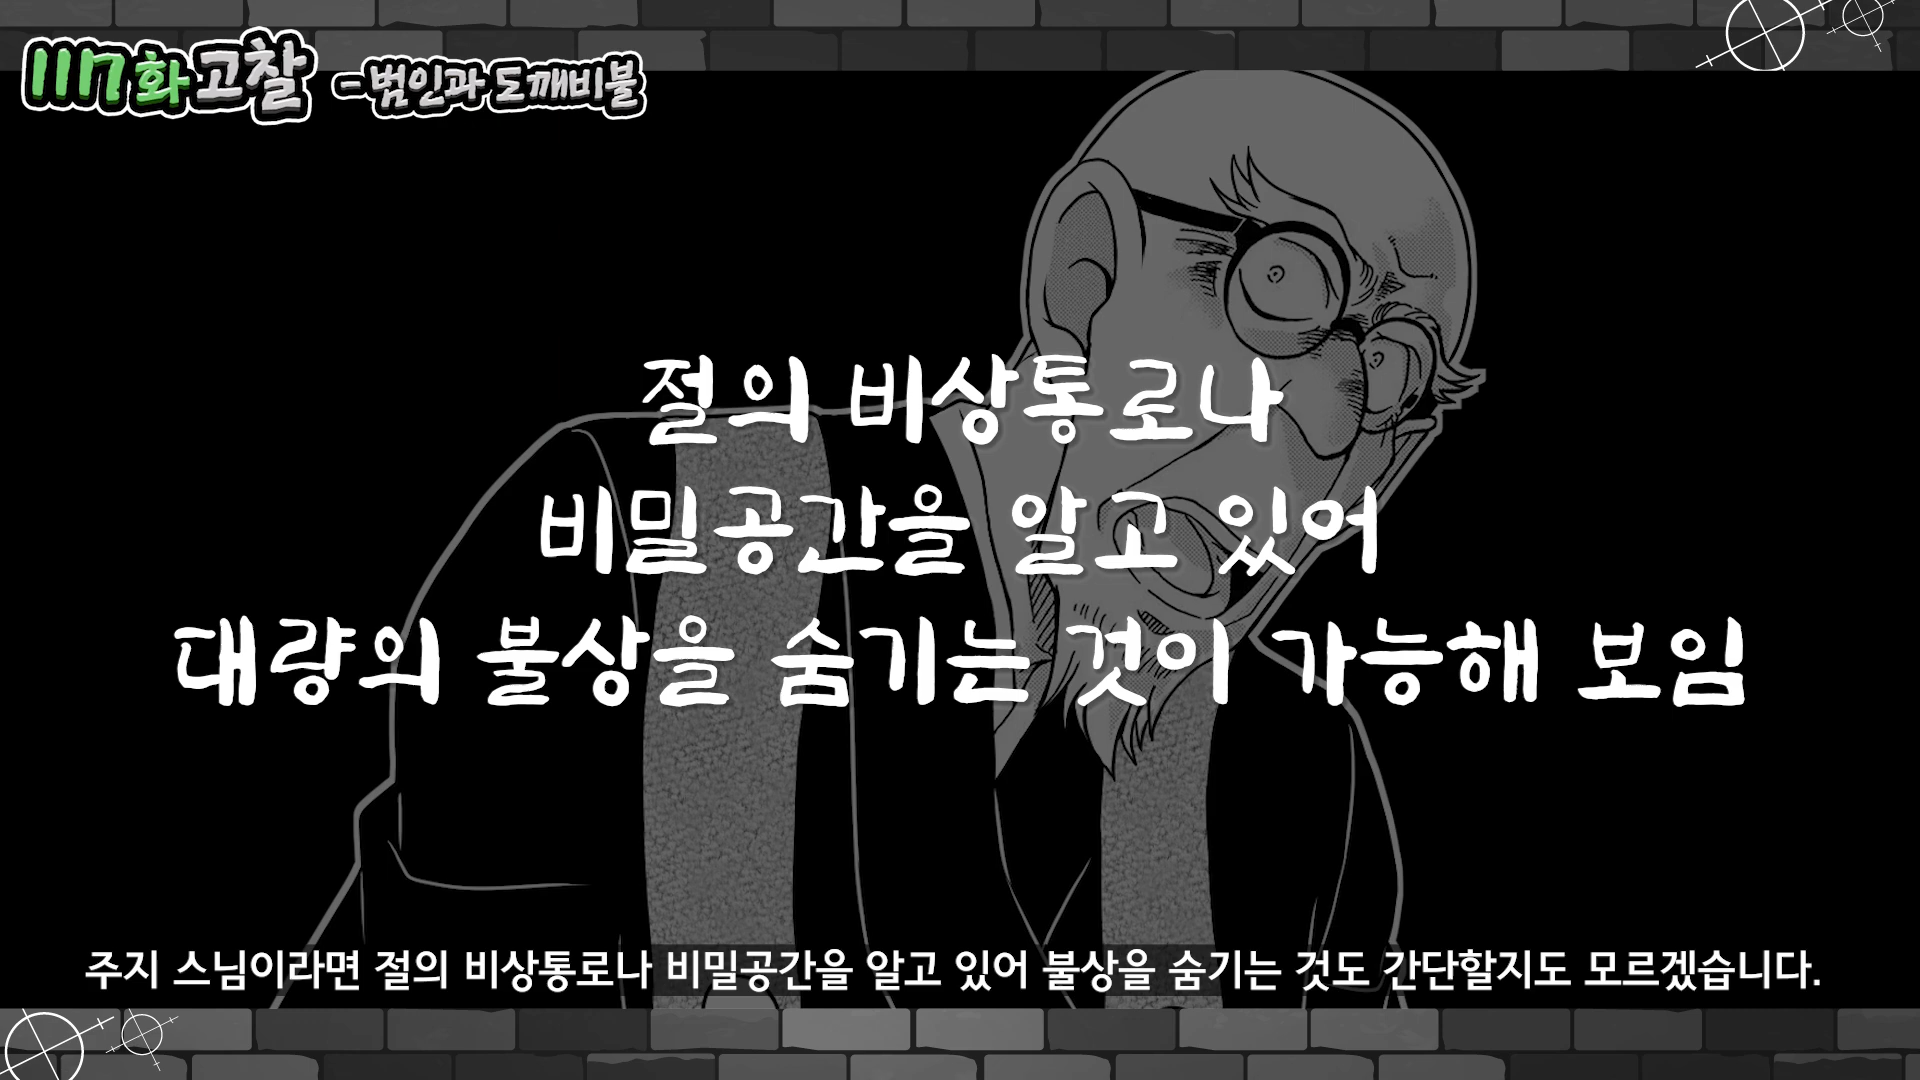 117화 고찰 - 범인과 도깨비불
절의 비상통로나
비밀공간을 알고 있어
대량의 불상을 숨기는 것이 가능해 보임
주지 스님이라면 절의 비상통로나 비밀공간을 알고 있어 불상을 숨기는 것도 간단할지도 모르겠습니다.